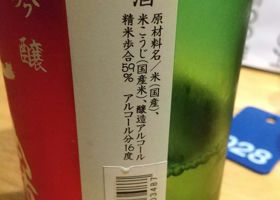 酒
吟醸
原材料名/米(国産)、
米こうじ(国産米)、醸造アルコール
精米歩合59% アルコール分16度
028